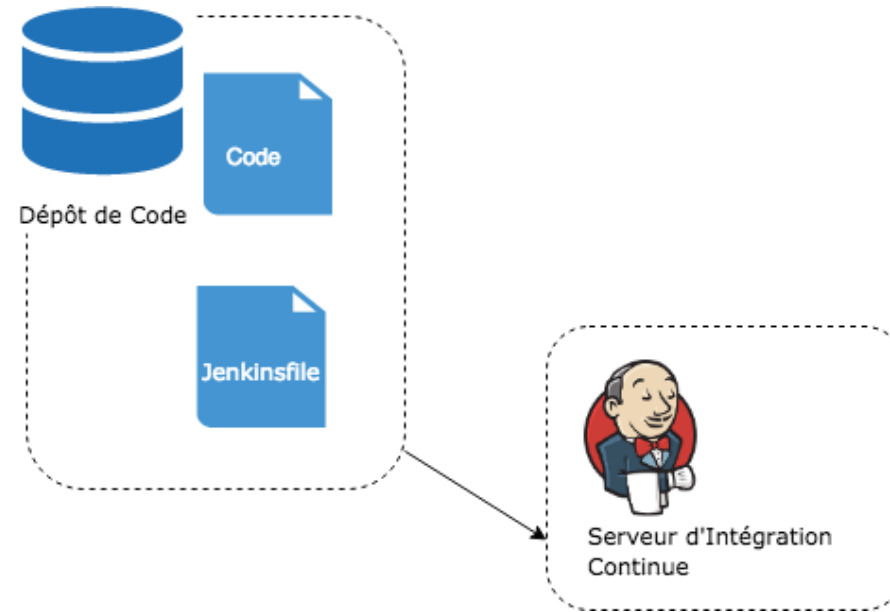 Code
Dépôt de Code
Jenkinsfile
Serveur d'Intégration
Continue